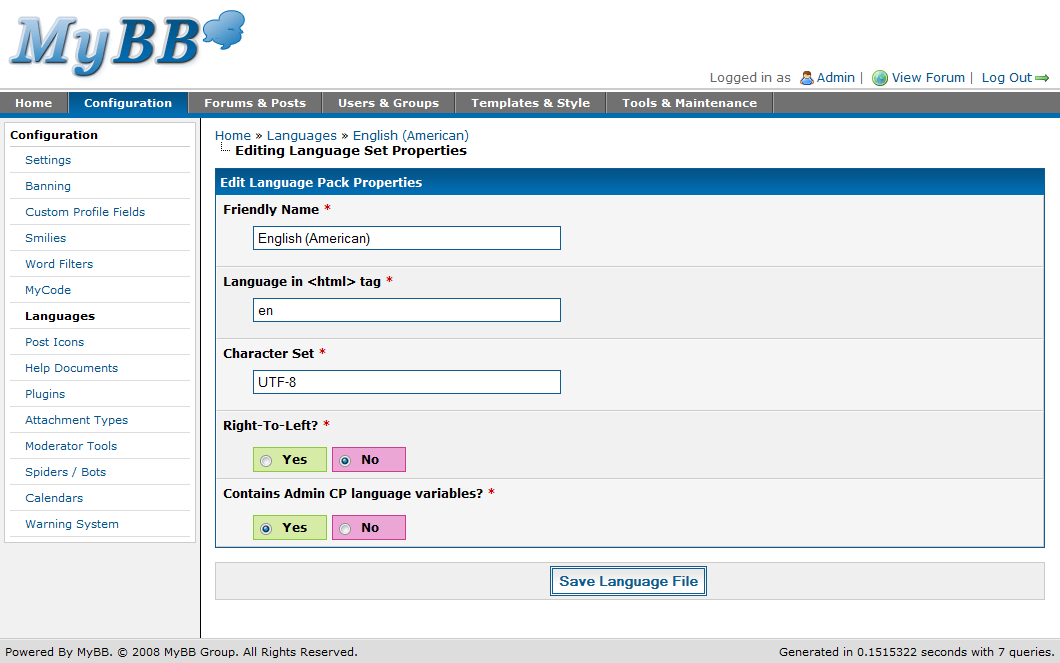 MyBB
Logged in as Admin | View Forum | Log Out
Home Configuration Forums & Posts Users & Groups Templates & Style Tools & Maintenance
Configuration
Settings
Banning
Custom Profile Fields
Smilies
Word Filters
MyCode
Languages
Post Icons
Help Documents
Plugins
Attachment Types
Moderator Tools
Spiders / Bots
Calendars
Warning System
Home » Languages » English (American)
Editing Language Set Properties
Edit Language Pack Properties
Friendly Name *
English (American)
Language in <html> tag *
en
Character Set *
UTF-8
Right-To-Left? *
Yes No
Contains Admin CP language variables? *
Yes No
Save Language File
Powered By MyBB. © 2008 MyBB Group. All Rights Reserved.
Generated in 0.1515322 seconds with 7 queries.